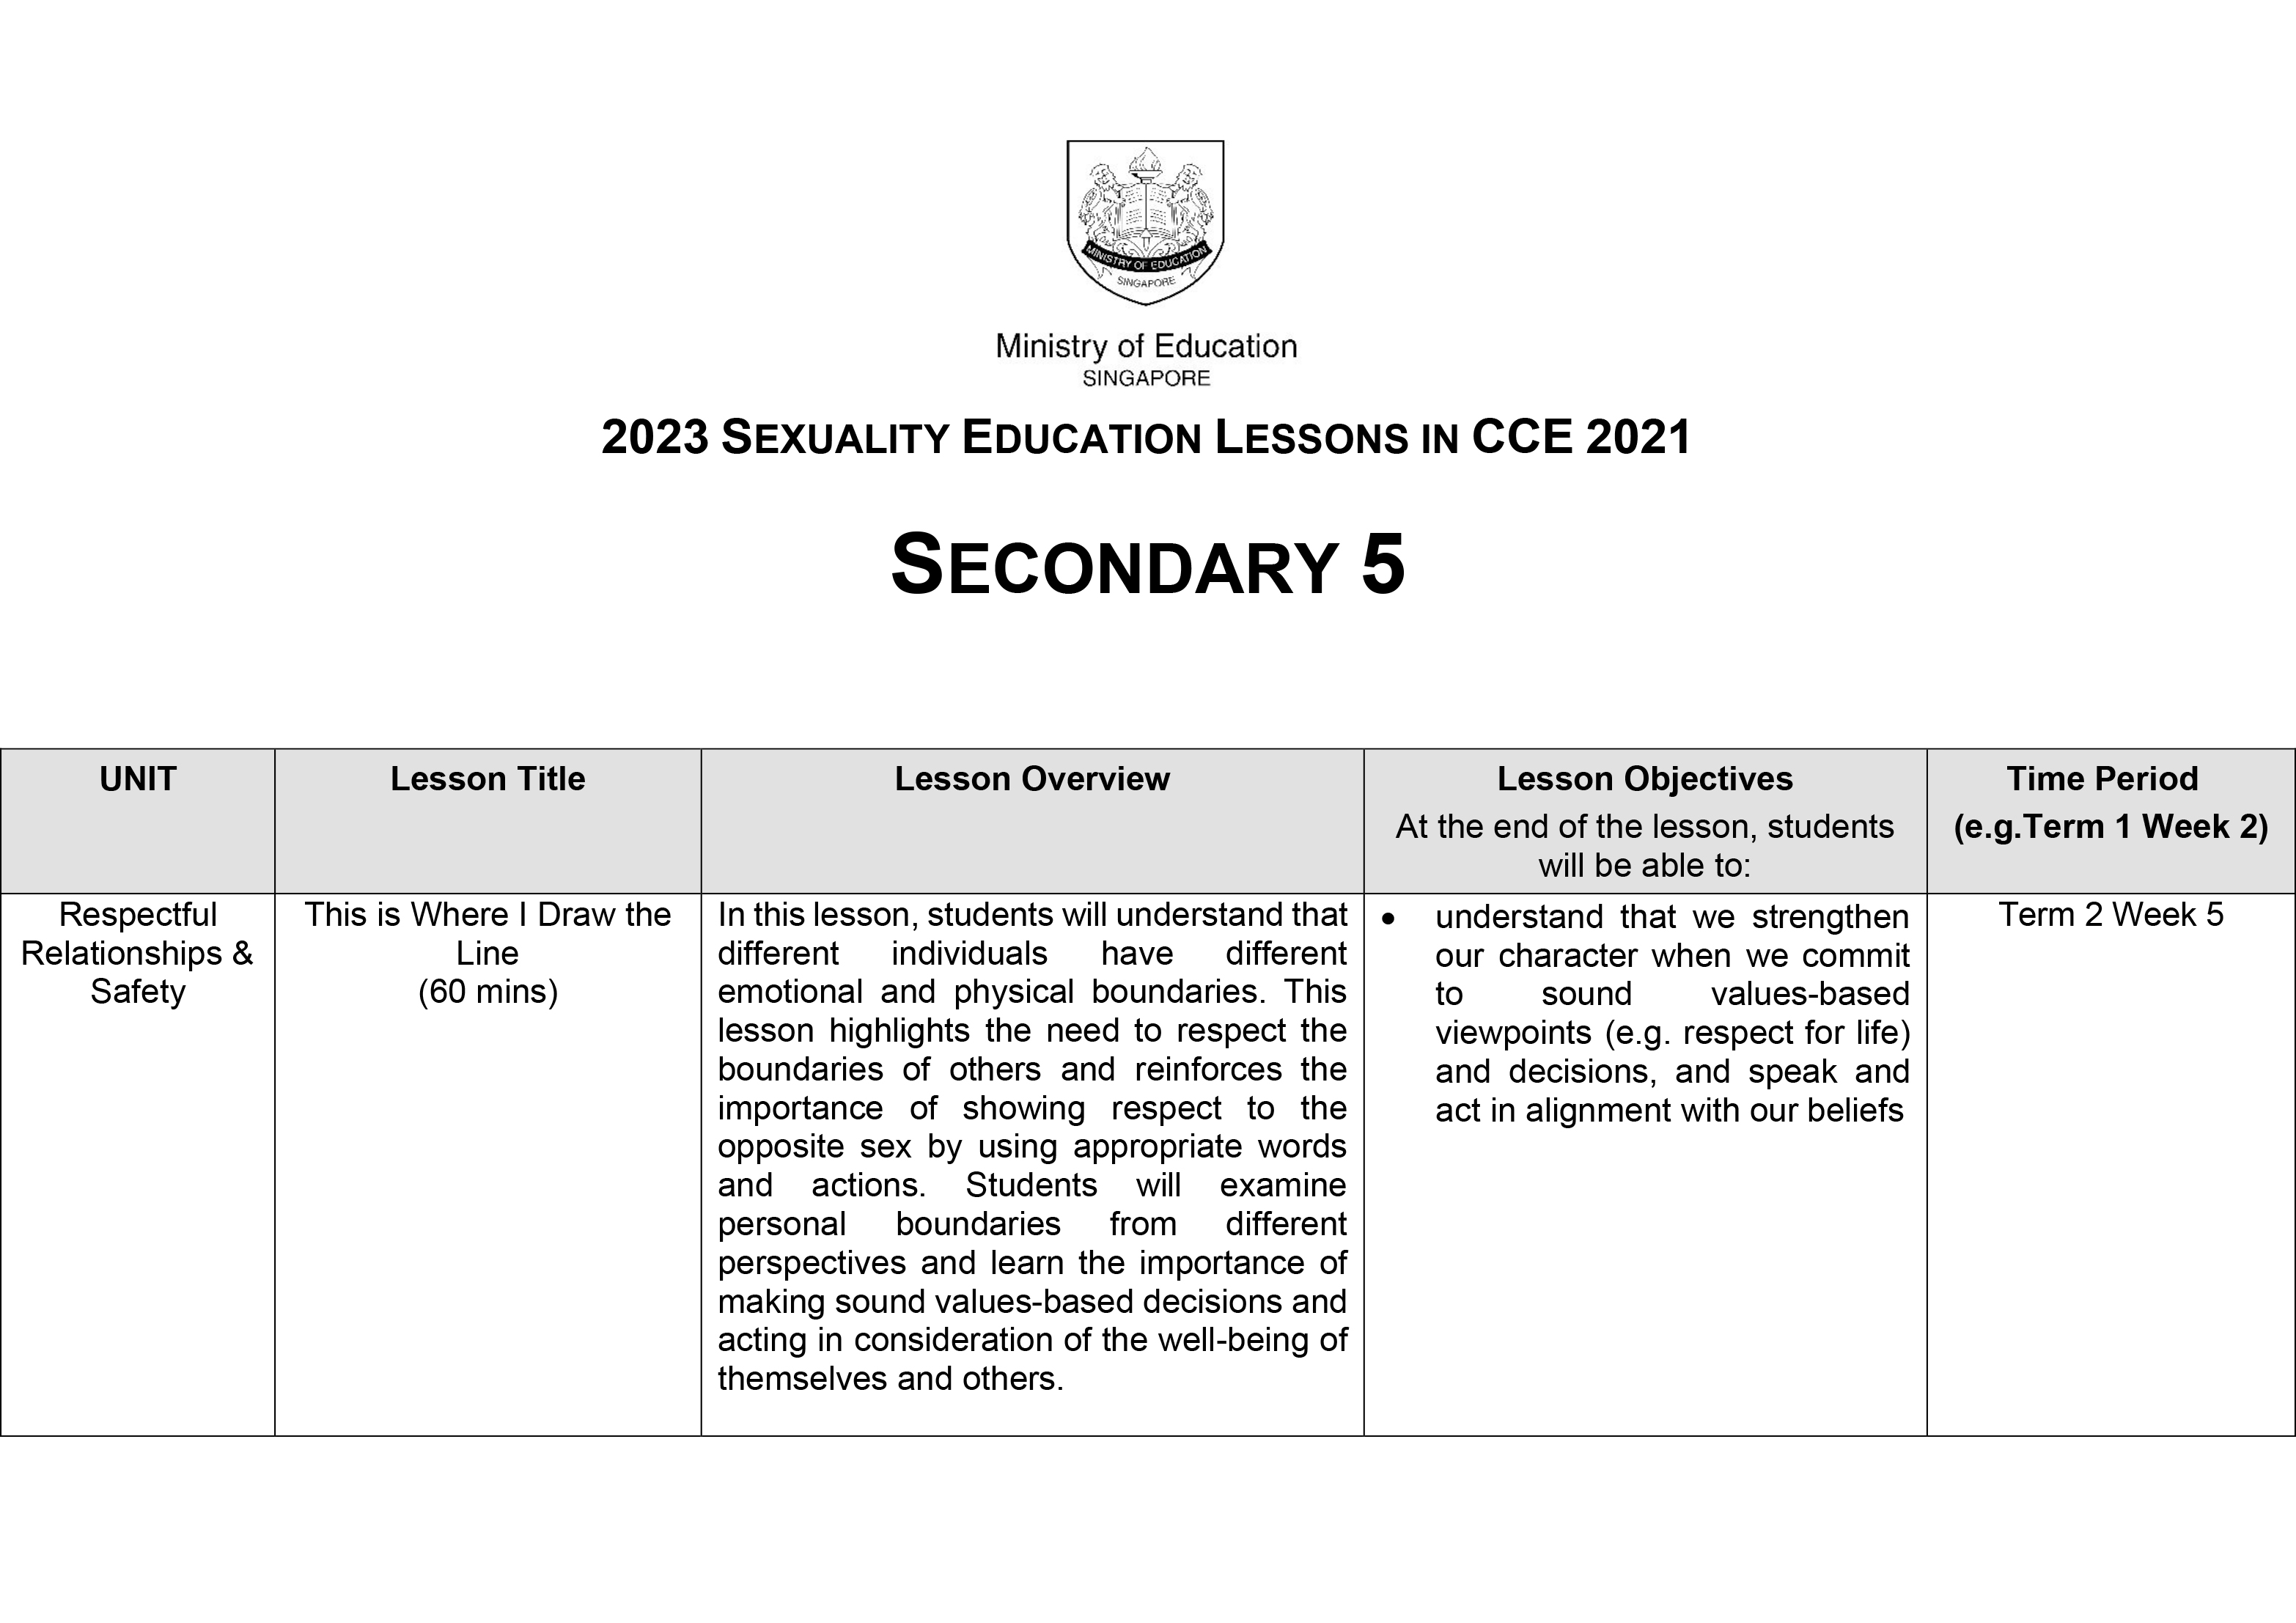 MINISTRY OF EDUCATION
SINGAPORE
Ministry of Education
SINGAPORE
2023 SEXUALITY EDUCATION LESSONS IN CCE 2021
SECONDARY 5
UNIT
Lesson Title
Lesson Overview
Lesson Objectives
At the end of the lesson, students
will be able to:
Time Period
(e.g.Term 1 Week 2)
Respectful
Relationships &
Safety
This is Where I Draw the
Line
(60 mins)
In this lesson, students will understand that
different individuals have different
emotional and physical boundaries. This
lesson highlights the need to respect the
boundaries of others and reinforces the
importance of showing respect to the
opposite sex by using appropriate words
and actions. Students will examine
personal boundaries from different
perspectives and learn the importance of
making sound values-based decisions and
acting in consideration of the well-being of
themselves and others.
• understand that we strengthen
our character when we commit
to sound values-based
viewpoints (e.g. respect for life)
and decisions, and speak and
act in alignment with our beliefs
Term 2 Week 5